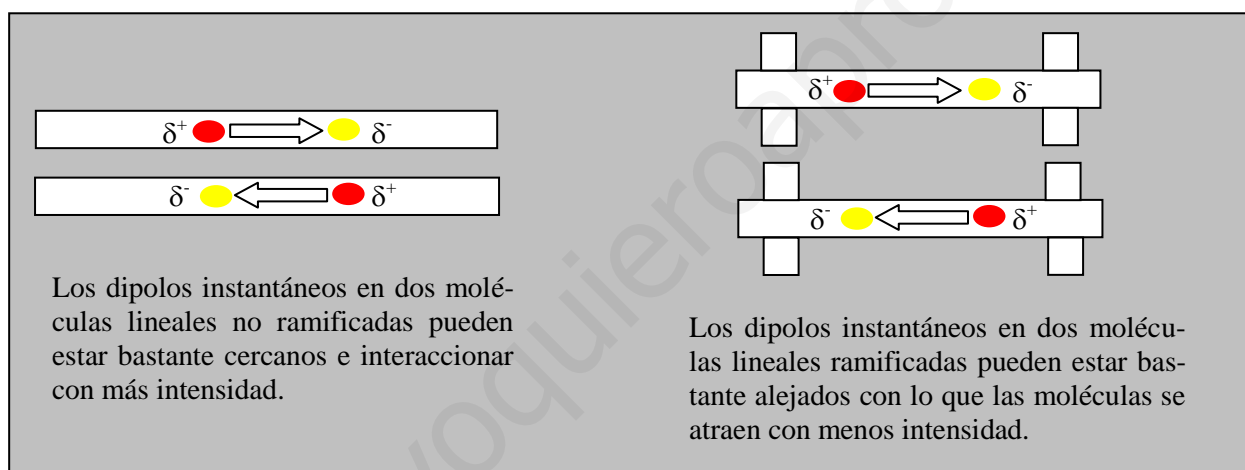 δ+ δ-
δ- δ+
Los dipolos instantáneos en dos molé-
culas lineales no ramificadas pueden
estar bastante cercanos e interaccionar
con más intensidad.
δ+ δ-
δ- δ+
Los dipolos instantáneos en dos molécu-
las lineales ramificadas pueden estar bas-
tante alejados con lo que las moléculas se
atraen con menos intensidad.
yoquieroapro